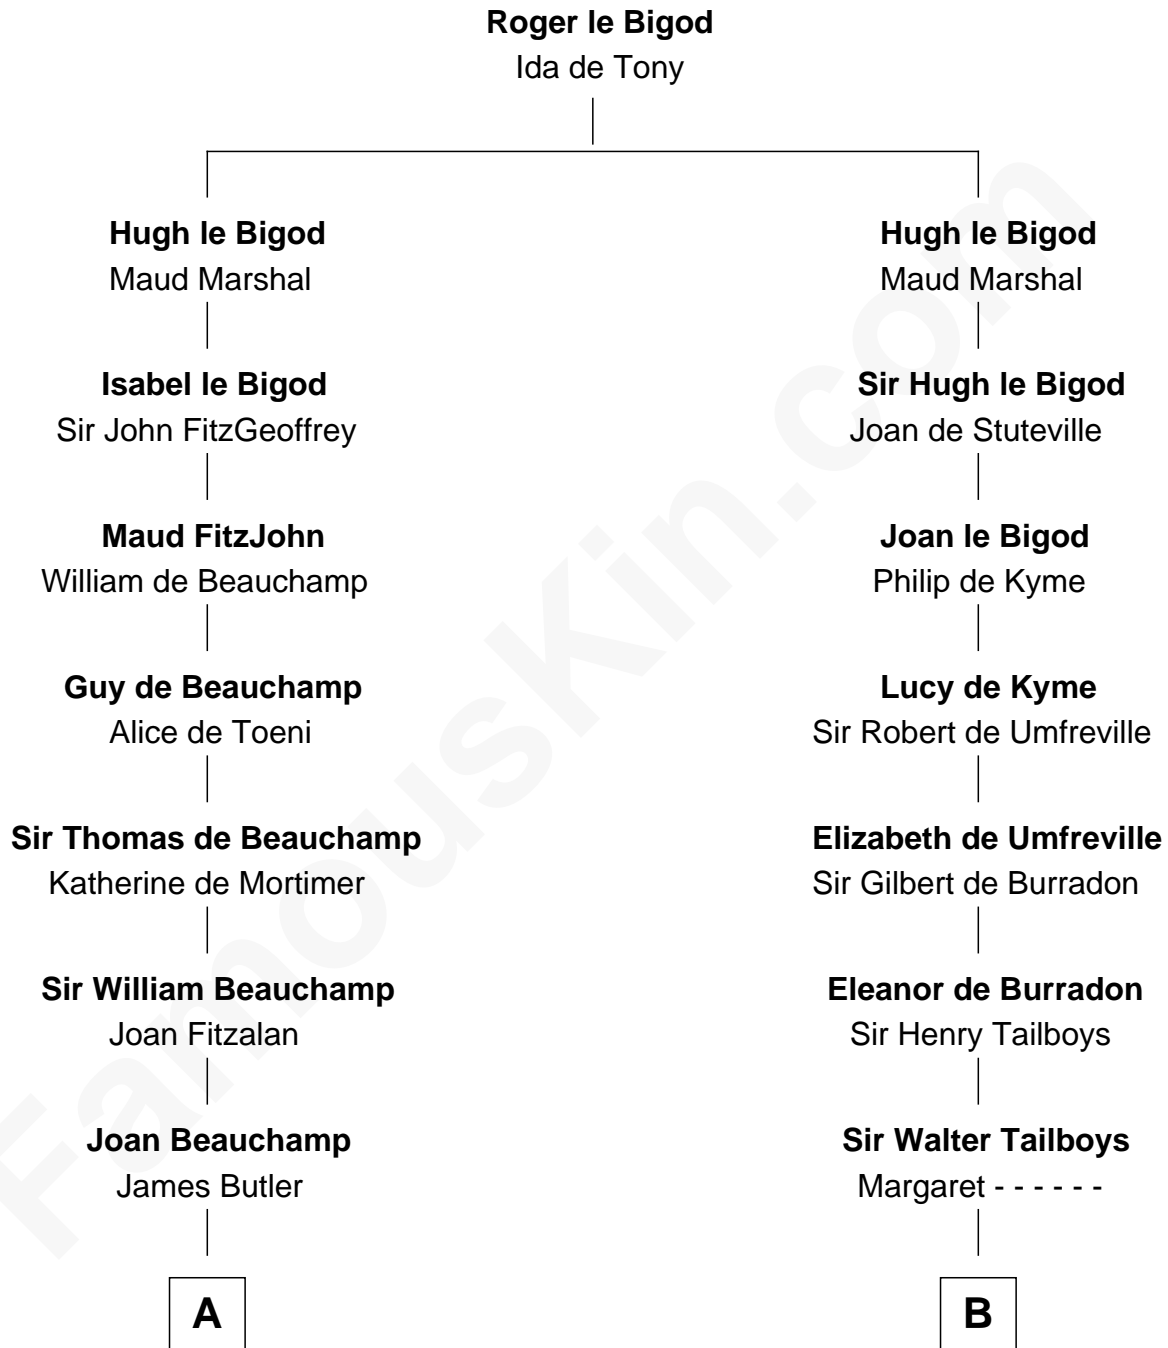 Roger le Bigod
Ida de Tony
Hugh le Bigod
Maud Marshal
Hugh le Bigod
Maud Marshal
Isabel le Bigod
Sir John FitzGeoffrey
Sir Hugh le Bigod
Joan de Stuteville
Maud FitzJohn
William de Beauchamp
Joan le Bigod
Philip de Kyme
Guy de Beauchamp
Alice de Toeni
Lucy de Kyme
Sir Robert de Umfreville
Sir Thomas de Beauchamp
Katherine de Mortimer
Elizabeth de Umfreville
Sir Gilbert de Burradon
Sir William Beauchamp
Joan Fitzalan
Eleanor de Burradon
Sir Henry Tailboys
Joan Beauchamp
James Butler
Sir Walter Tailboys
Margaret - - - - - -
A
B
FamousKin.com